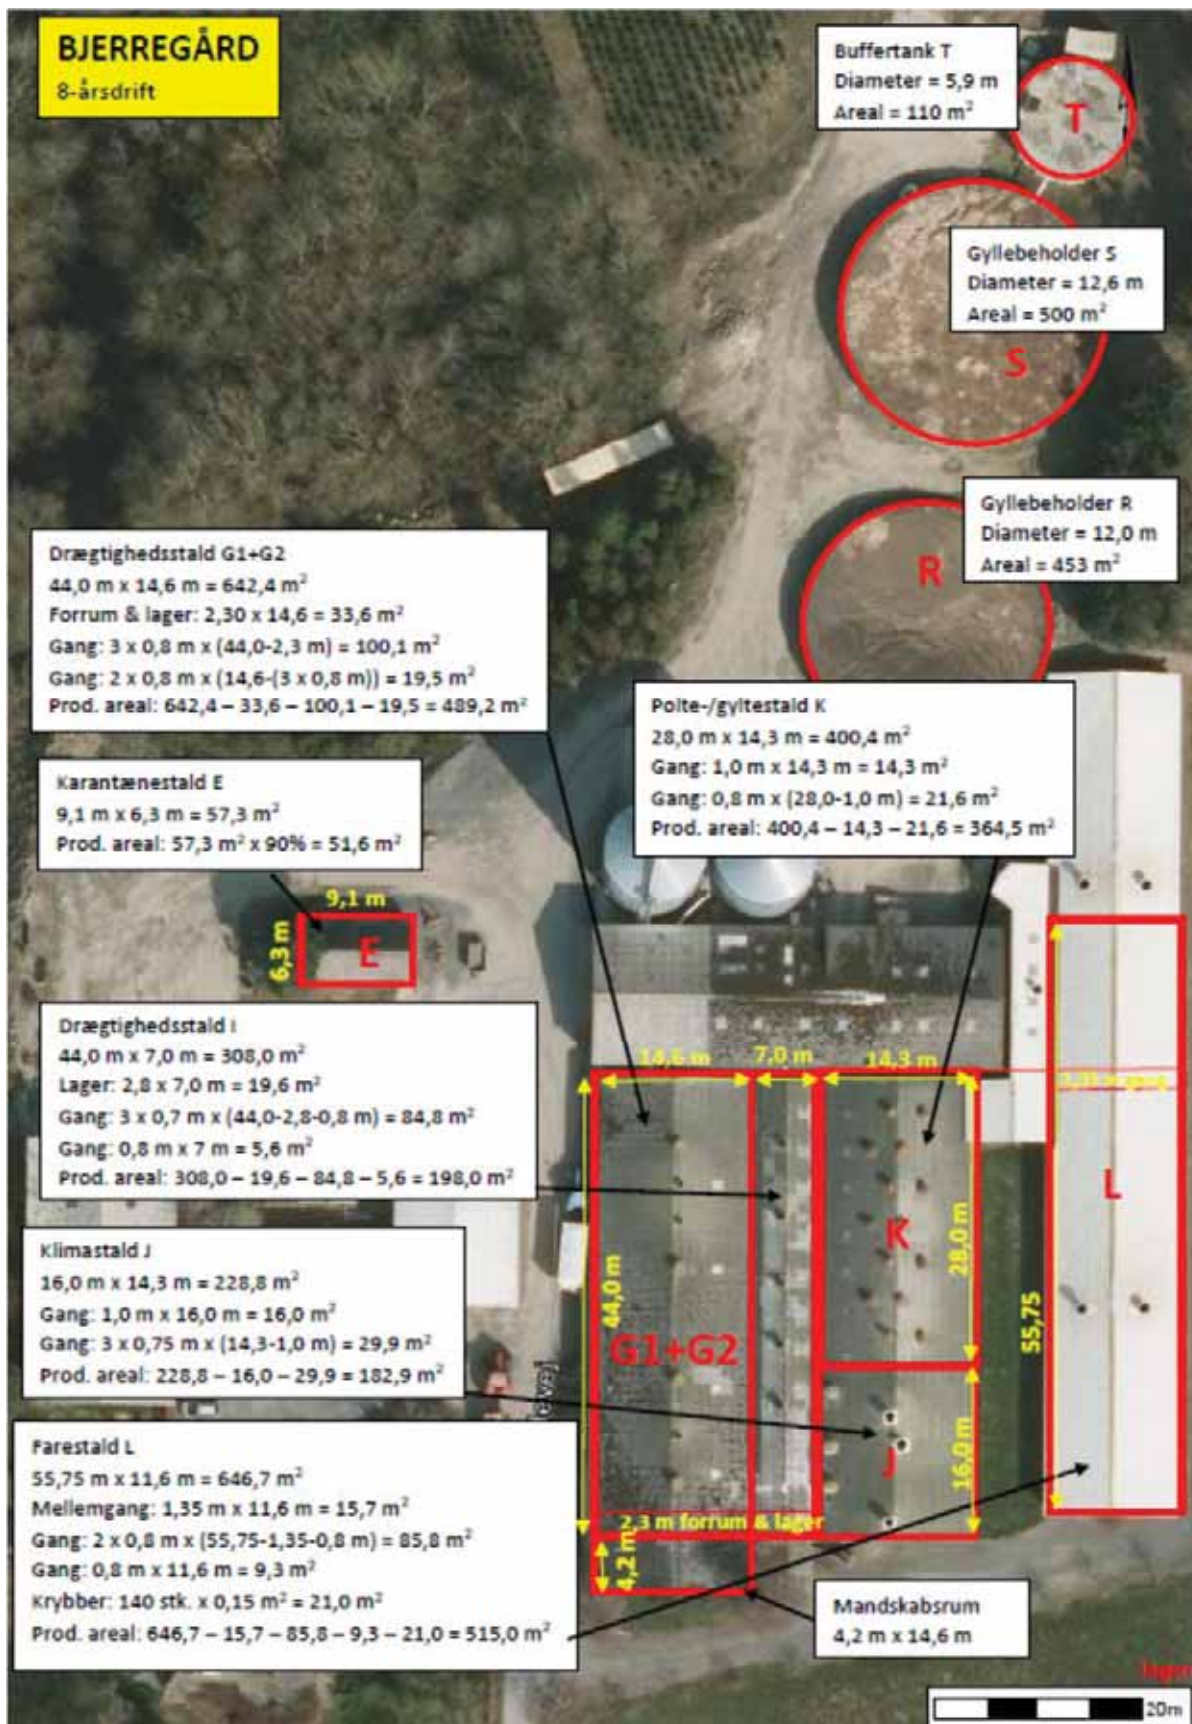 BJERREGÅRD
8-årsdrift
Buffertank T
Diameter = 5,9 m
Areal = 110 m²
T
Gyllebeholder S
Diameter = 12,6 m
Areal = 500 m²
S
Gyllebeholder R
Diameter = 12,0 m
Areal = 453 m²
R
Drægtighedsstald G1+G2
44,0 m x 14,6 m = 642,4 m²
Forrum & lager: 2,30 x 14,6 = 33,6 m²
Gang: 3 x 0,8 m x (44,0-2,3 m) = 100,1 m²
Gang: 2 x 0,8 m x (14,6-(3 x 0,8 m)) = 19,5 m²
Prod. areal: 642,4 – 33,6 – 100,1 – 19,5 = 489,2 m²
Polte-/gyltestald K
28,0 m x 14,3 m = 400,4 m²
Gang: 1,0 m x 14,3 m = 14,3 m²
Gang: 0,8 m x (28,0-1,0 m) = 21,6 m²
Prod. areal: 400,4 – 14,3 – 21,6 = 364,5 m²
Karantænestald E
9,1 m x 6,3 m = 57,3 m²
Prod. areal: 57,3 m² x 90% = 51,6 m²
9,1 m
6,3 m
E
Drægtighedsstald I
44,0 m x 7,0 m = 308,0 m²
Lager: 2,8 x 7,0 m = 19,6 m²
Gang: 3 x 0,7 m x (44,0-2,8-0,8 m) = 84,8 m²
Gang: 0,8 m x 7 m = 5,6 m²
Prod. areal: 308,0 – 19,6 – 84,8 – 5,6 = 198,0 m²
14,6 m
7,0 m
14,3 m
gang
L
K
28,0 m
44,0 m
55,75
G1+G2
Klimastald J
16,0 m x 14,3 m = 228,8 m²
Gang: 1,0 m x 16,0 m = 16,0 m²
Gang: 3 x 0,75 m x (14,3-1,0 m) = 29,9 m²
Prod. areal: 228,8 – 16,0 – 29,9 = 182,9 m²
J
16,0 m
Farestald L
55,75 m x 11,6 m = 646,7 m²
Mellemgang: 1,35 m x 11,6 m = 15,7 m²
Gang: 2 x 0,8 m x (55,75-1,35-0,8 m) = 85,8 m²
Gang: 0,8 m x 11,6 m = 9,3 m²
Krybber: 140 stk. x 0,15 m² = 21,0 m²
Prod. areal: 646,7 – 15,7 – 85,8 – 9,3 – 21,0 = 515,0 m²
2,3 m forrum & lager
4,2 m
Mandskabsrum
4,2 m x 14,6 m
lager
20m